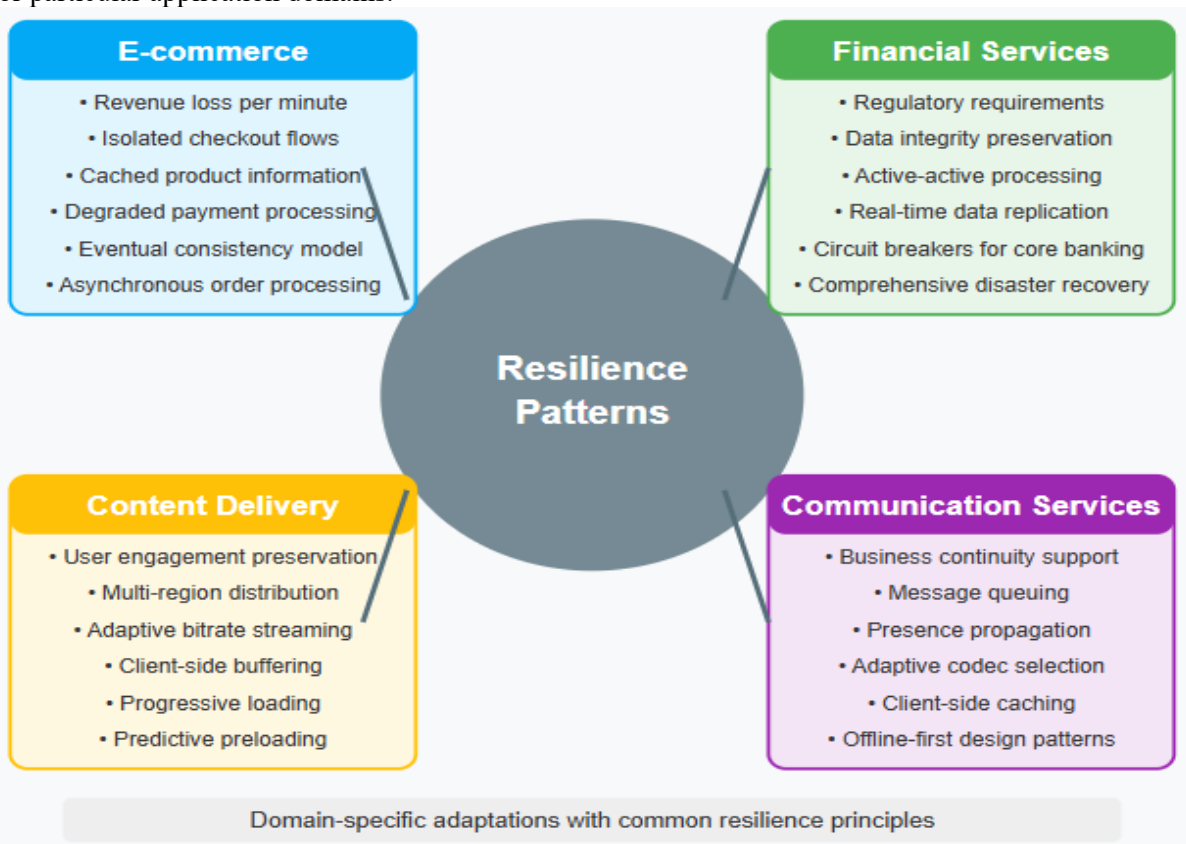 particular application domains.
E-commerce
• Revenue loss per minute
• Isolated checkout flows
• Cached product information
• Degraded payment processing
• Eventual consistency model
• Asynchronous order processing
Financial Services
• Regulatory requirements
• Data integrity preservation
• Active-active processing
• Real-time data replication
• Circuit breakers for core banking
• Comprehensive disaster recovery
Resilience
Patterns
Content Delivery
• User engagement preservation
• Multi-region distribution
• Adaptive bitrate streaming
• Client-side buffering
• Progressive loading
• Predictive preloading
Communication Services
• Business continuity support
• Message queuing
• Presence propagation
• Adaptive codec selection
• Client-side caching
• Offline-first design patterns
Domain-specific adaptations with common resilience principles